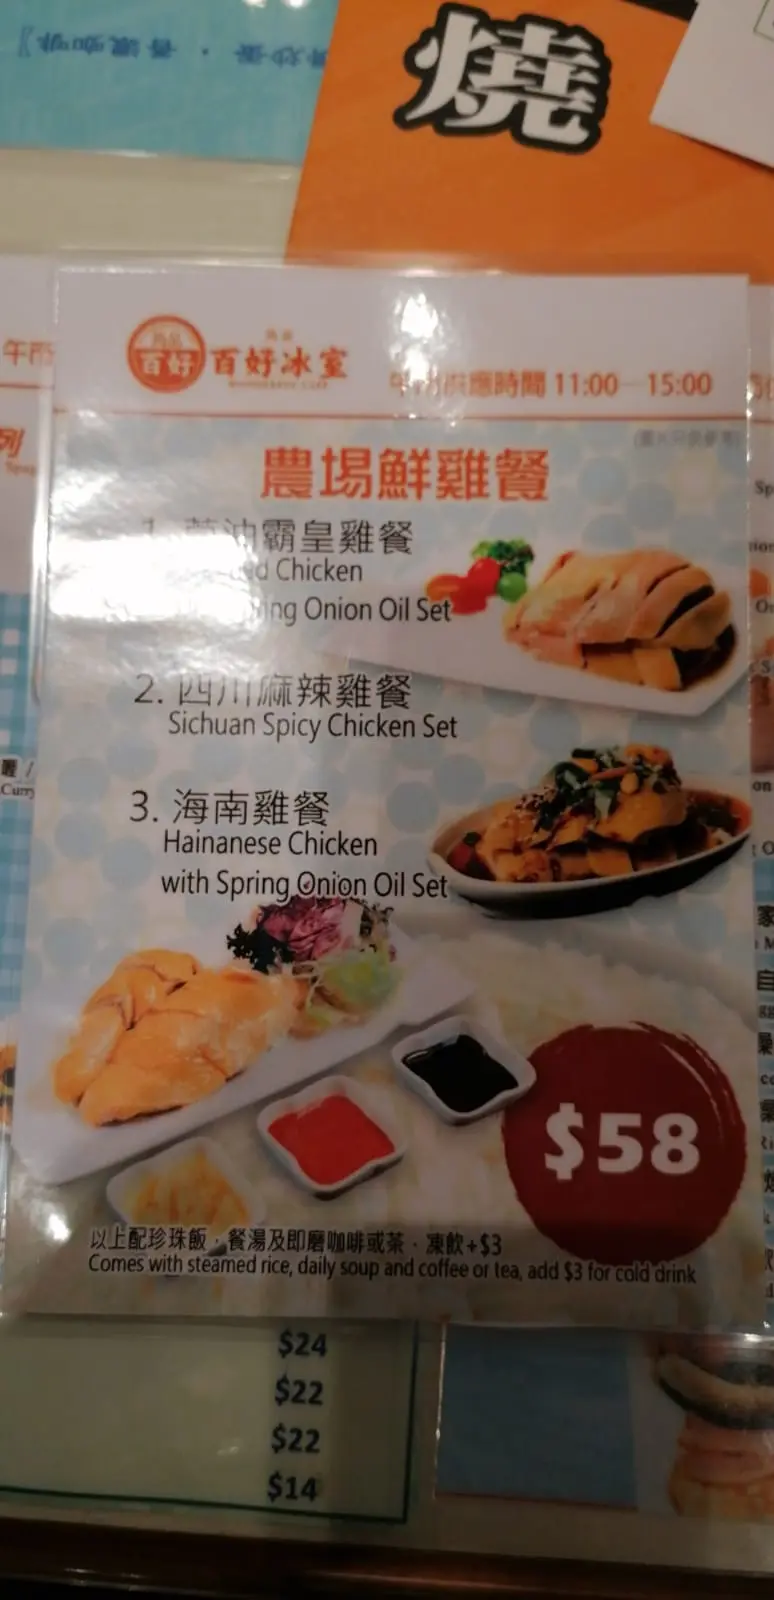 燒
百好
百好冰室
供應時間 11:00 — 15:00
農場鮮雞餐
1. 蔥油霸皇雞餐
Chicken
Spring Onion Oil Set
2. 四川麻辣雞餐
Sichuan Spicy Chicken Set
3. 海南雞餐
Hainanese Chicken
with Spring Onion Oil Set
$58
以上配珍珠飯，餐湯及即磨咖啡或茶，凍飲+$3
Comes with steamed rice, daily soup and coffee or tea, add $3 for cold drink
$24
$22
$22
$14